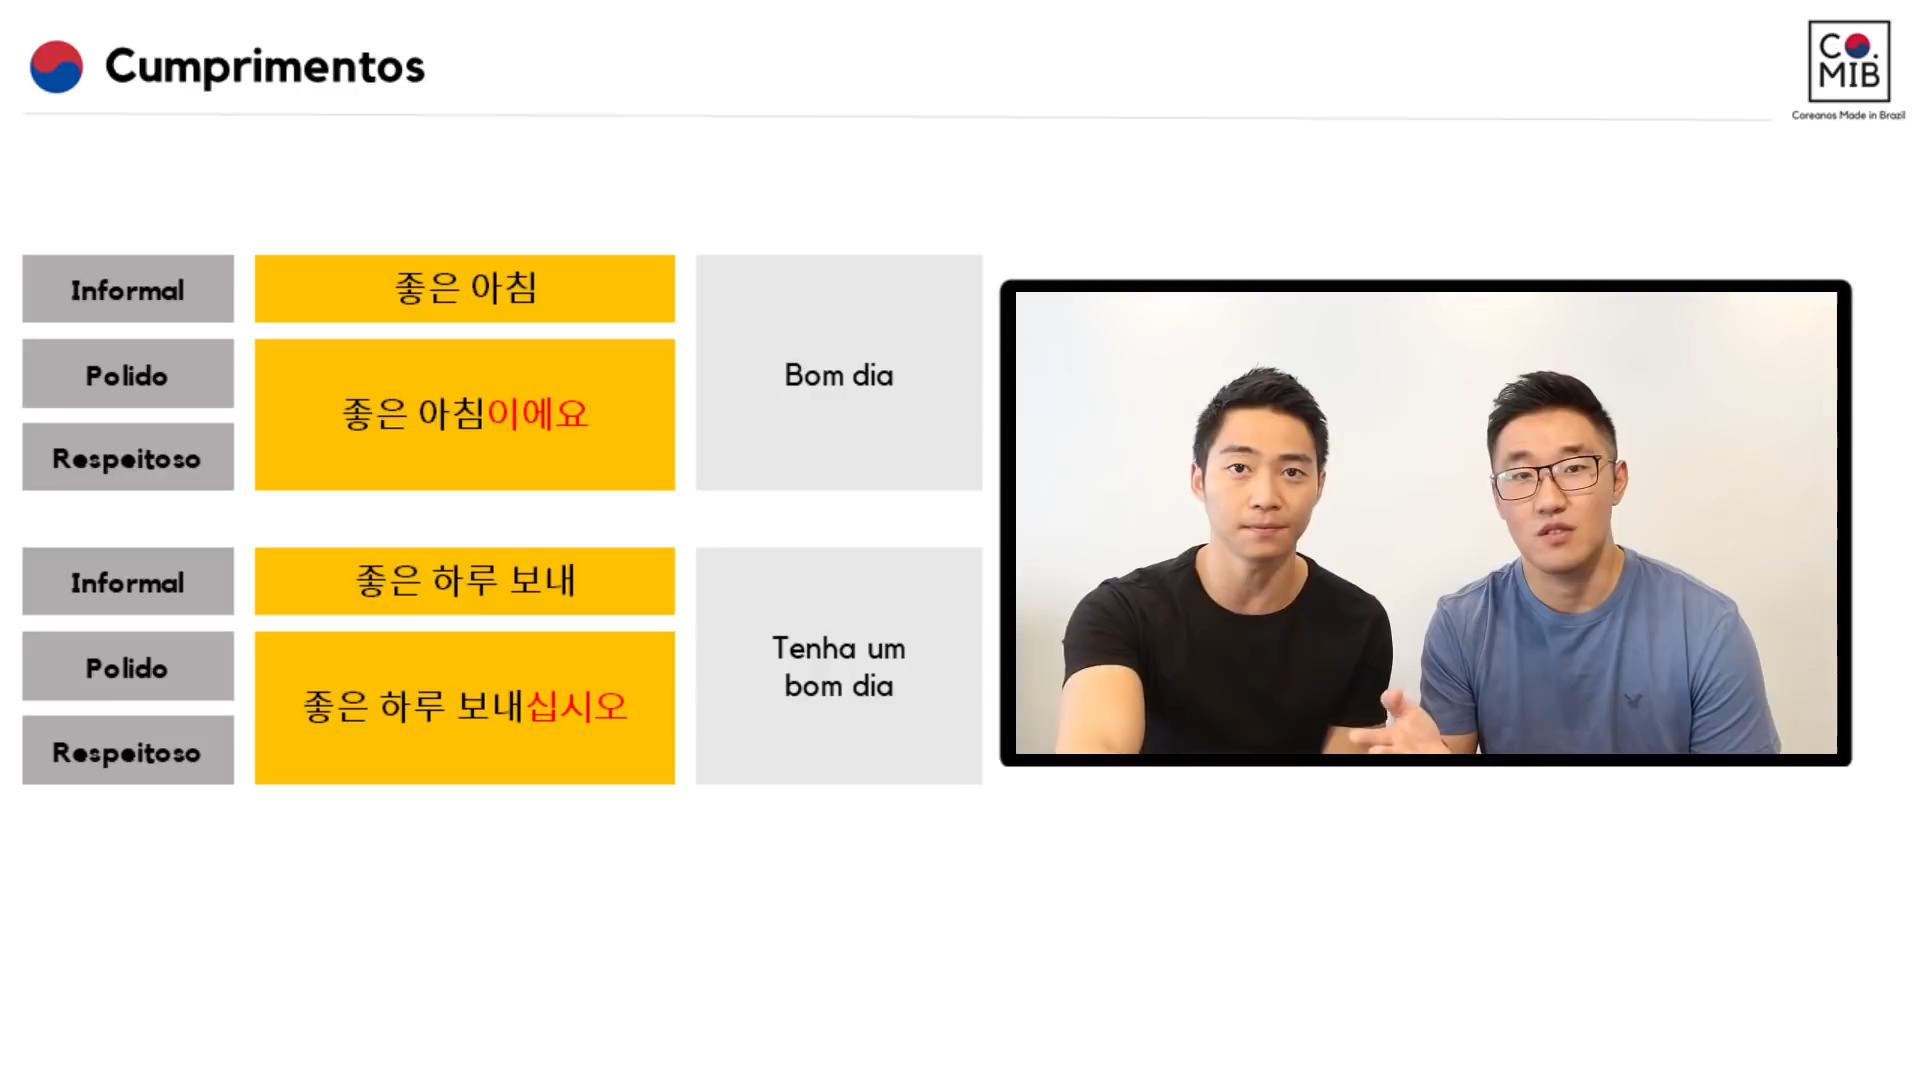 Cumprimentos
CO.
MIB
Coreanos Made in Brazil
Informal
좋은 아침
Polido
Respeitoso
좋은 아침이에요
Bom dia
Informal
좋은 하루 보내
Polido
Respeitoso
좋은 하루 보내십시오
Tenha um
bom dia